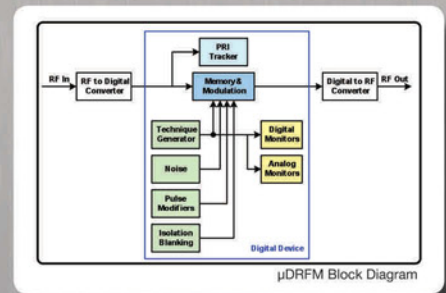 PRI
Tracker
RF In
RF to Digital
Converter
Memory&
Modulation
Digital to RF
Converter
RF Out
Technique
Generator
Digital
Monitors
Noise
Analog
Monitors
Pulse
Modifiers
Isolation
Blanking
Digital Device
µDRFM Block Diagram